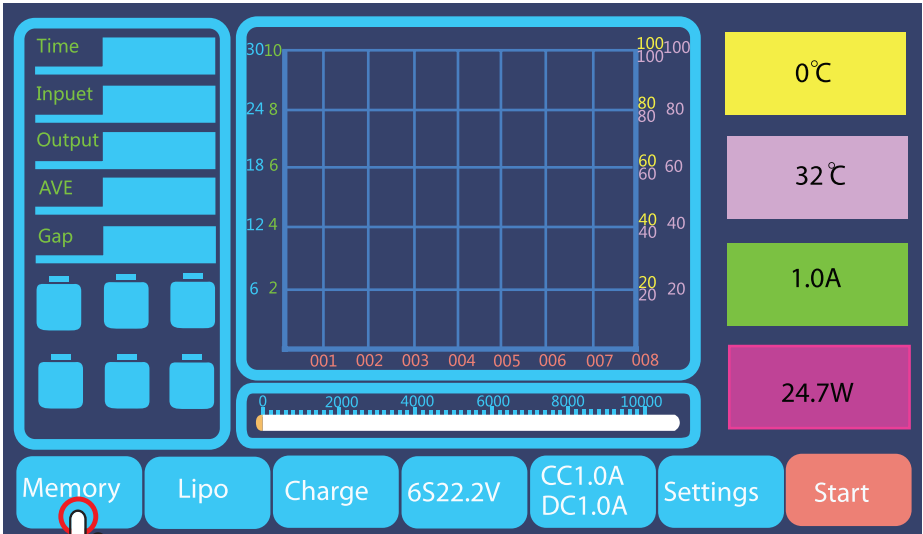 Time
Inpuet
Output
AVE
Gap
30 10
24 8
18 6
12 4
6 2
100
100 100
80
80 80
60
60 60
40
40 40
20
20 20
001 002 003 004 005 006 007 008
0 2000 4000 6000 8000 10000
0℃
32℃
1.0A
24.7W
Memory
Lipo
Charge
6S22.2V
CC1.0A
DC1.0A
Settings
Start